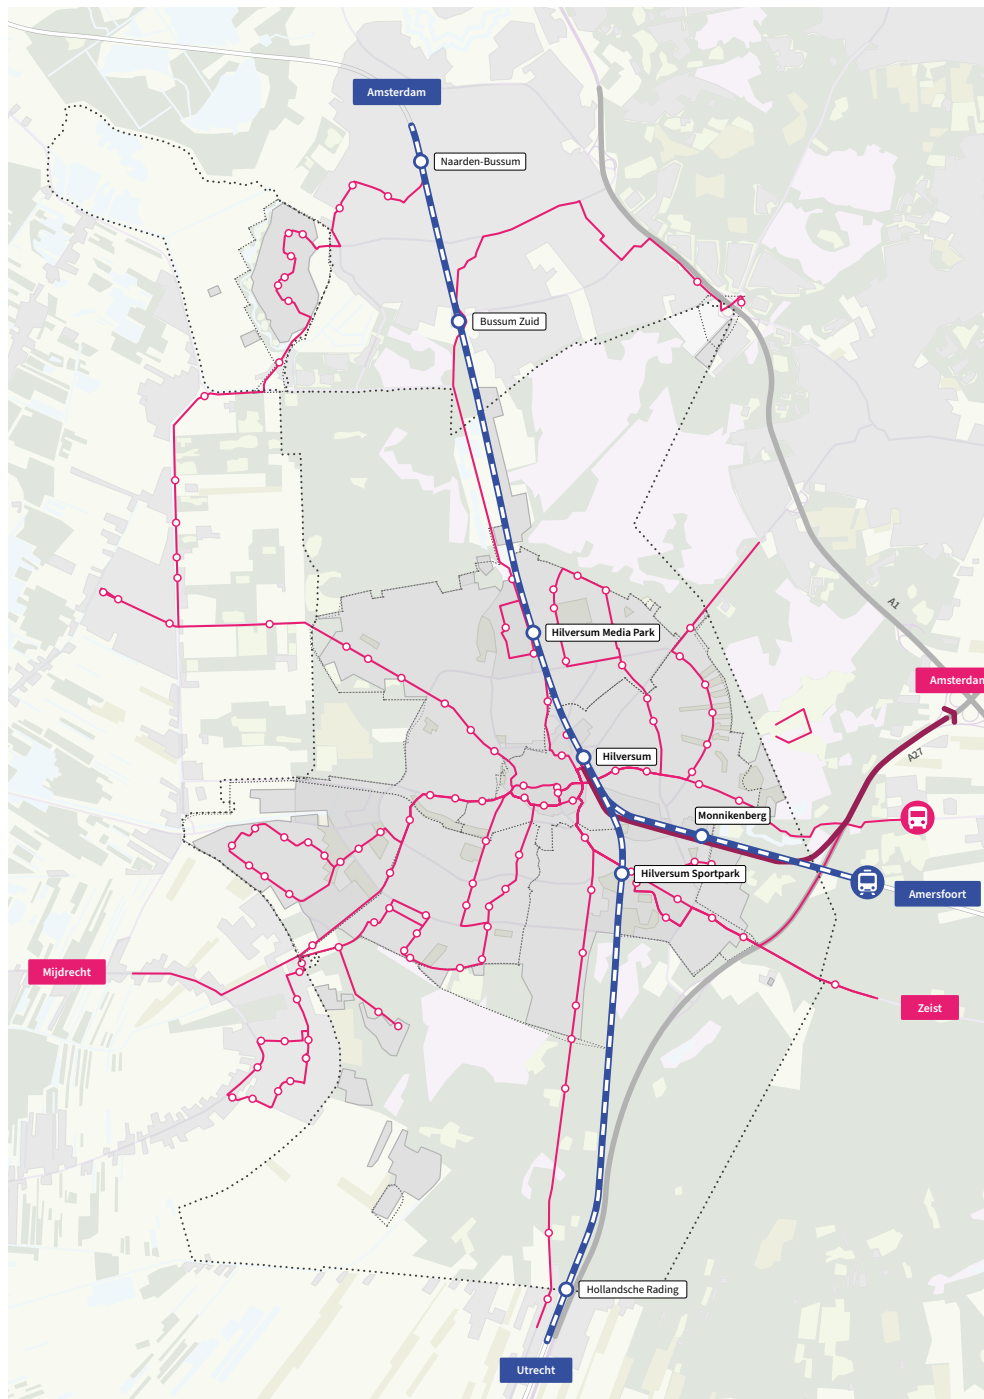 Amsterdam
Naarden-Bussum
Bussum Zuid
A1
Hilversum Media Park
Amsterdam
Hilversum
A27
Monnikenberg
Hilversum Sportpark
Amersfoort
Mijdrecht
Zeist
Hollandsche Rading
Utrecht